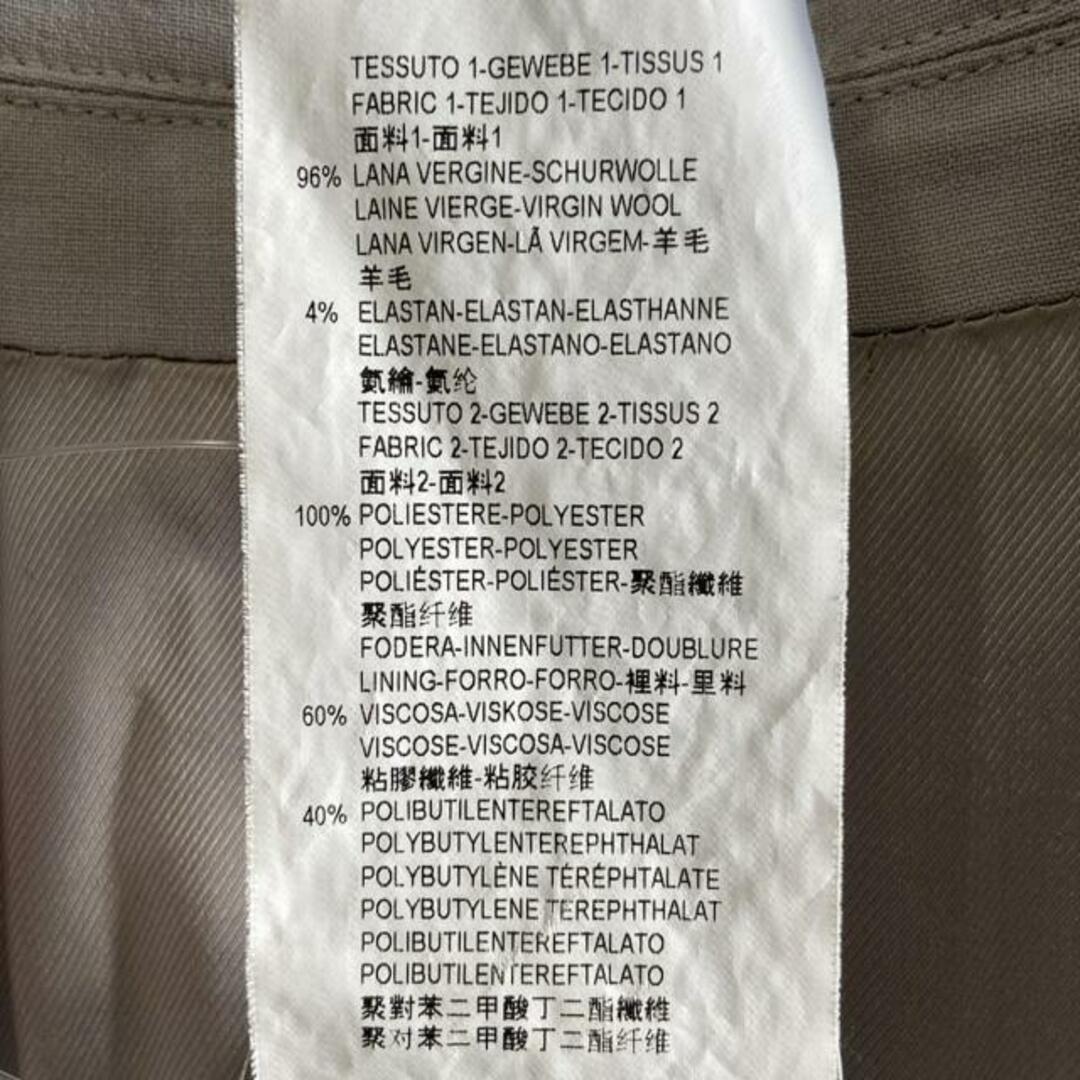 TESSUTO 1-GEWEBE 1-TISSUS 1
FABRIC 1-TEJIDO 1-TECIDO 1
面料1-面料1
96% LANA VERGINE-SCHURWOLLE
LAINE VIERGE-VIRGIN WOOL
LANA VIRGEN-LÃ VIRGEM-羊毛
羊毛
4% ELASTAN-ELASTAN-ELASTHANNE
ELASTANE-ELASTANO-ELASTANO
氨綸-氨纶
TESSUTO 2-GEWEBE 2-TISSUS 2
FABRIC 2-TEJIDO 2-TECIDO 2
面料2-面料2
100% POLIESTERE-POLYESTER
POLYESTER-POLYESTER
POLIÉSTER-POLIÉSTER-聚酯纖維
聚酯纤维
FODERA-INNENFUTTER-DOUBLURE
LINING-FORRO-FORRO-裡料-里料
60% VISCOSA-VISKOSE-VISCOSE
VISCOSE-VISCOSA-VISCOSE
粘膠纖維-粘胶纤维
40% POLIBUTILENTEREFTALATO
POLYBUTYLENTEREPHTHALAT
POLYBUTYLÈNE TÉRÉPHTALATE
POLYBUTYLENE TEREPHTHALAT
POLIBUTILENTEREFTALATO
POLIBUTILENTEREFTALATO
聚對苯二甲酸丁二酯纖維
聚对苯二甲酸丁二酯纤维